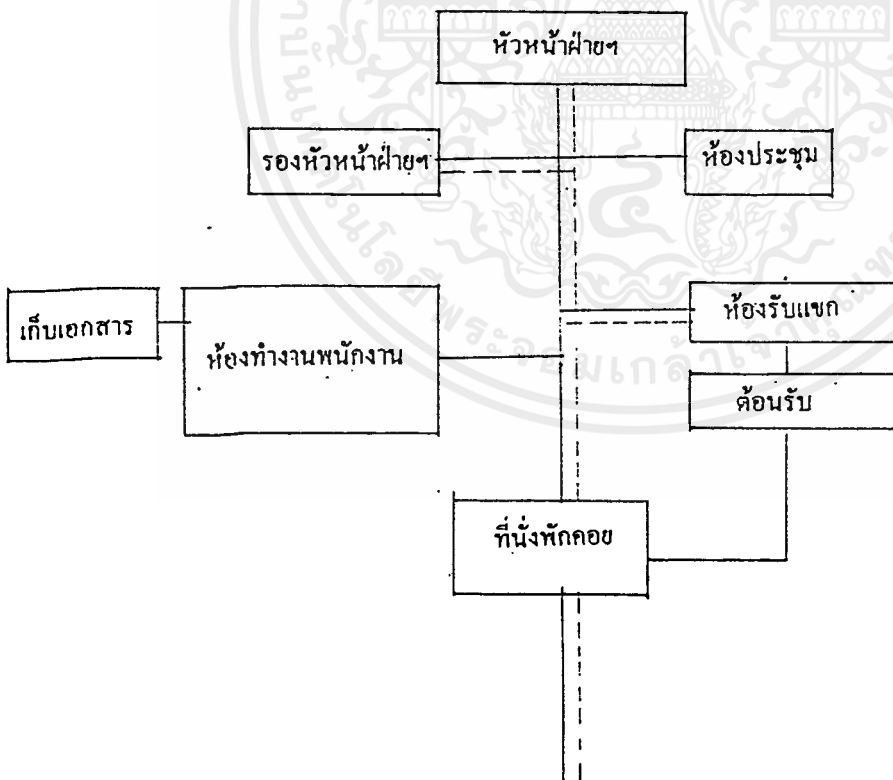 หัวหน้าฝ่ายฯ
รองหัวหน้าฝ่ายฯ
ห้องประชุม
เก็บเอกสาร
ห้องทำงานพนักงาน
ห้องรับแขก
ต้อนรับ
ที่นั่งพักคอย